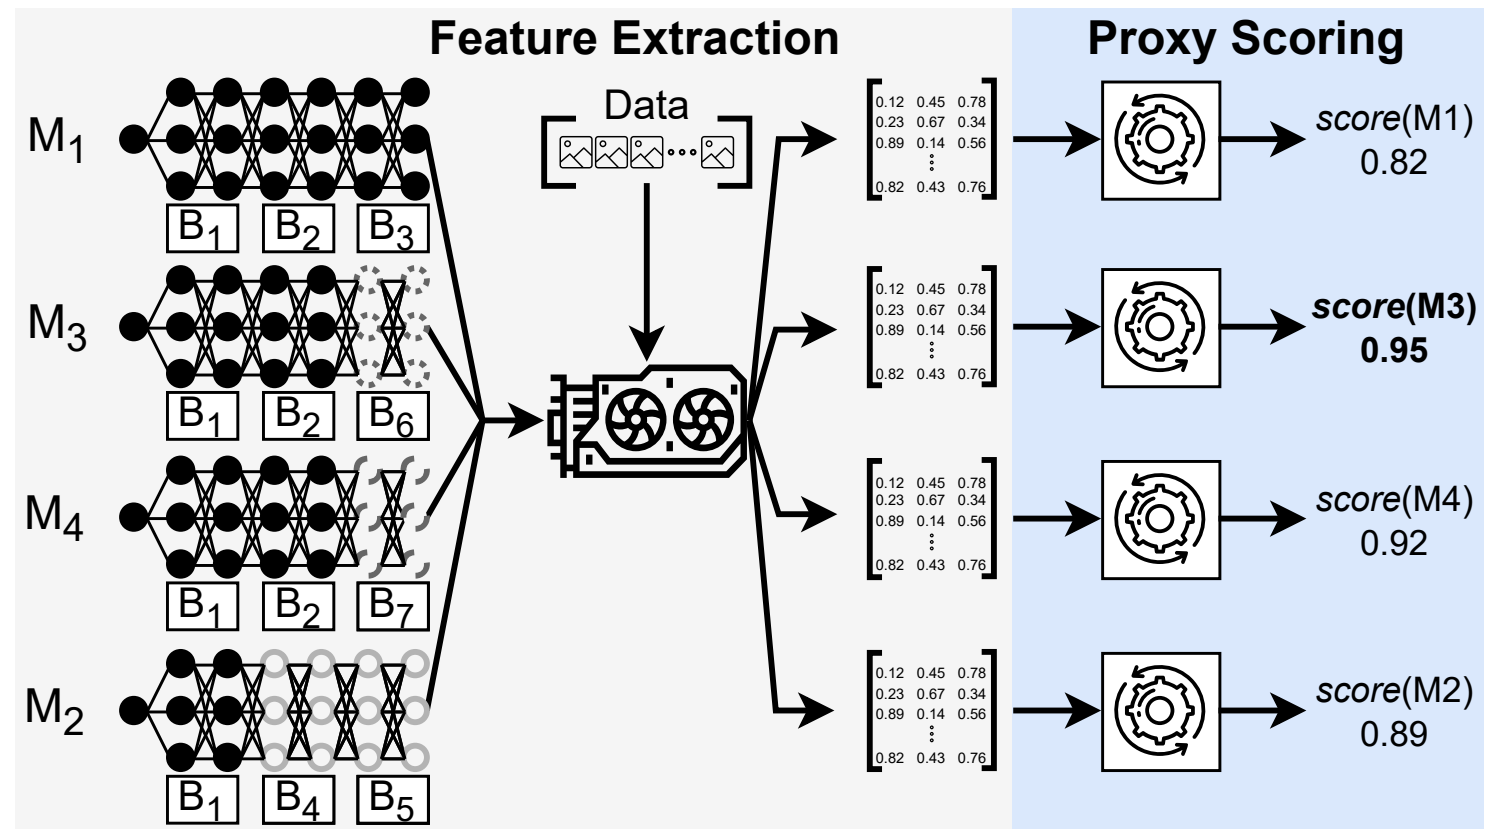 Feature Extraction
Proxy Scoring
M1
B1 B2 B3
Data
0.12 0.45 0.78
0.23 0.67 0.34
0.89 0.14 0.56
0.82 0.43 0.76
score(M1)
0.82
M3
B1 B2 B6
0.12 0.45 0.78
0.23 0.67 0.34
0.89 0.14 0.56
0.82 0.43 0.76
score(M3)
0.95
M4
B1 B2 B7
0.12 0.45 0.78
0.23 0.67 0.34
0.89 0.14 0.56
0.82 0.43 0.76
score(M4)
0.92
M2
B1 B4 B5
0.12 0.45 0.78
0.23 0.67 0.34
0.89 0.14 0.56
0.82 0.43 0.76
score(M2)
0.89